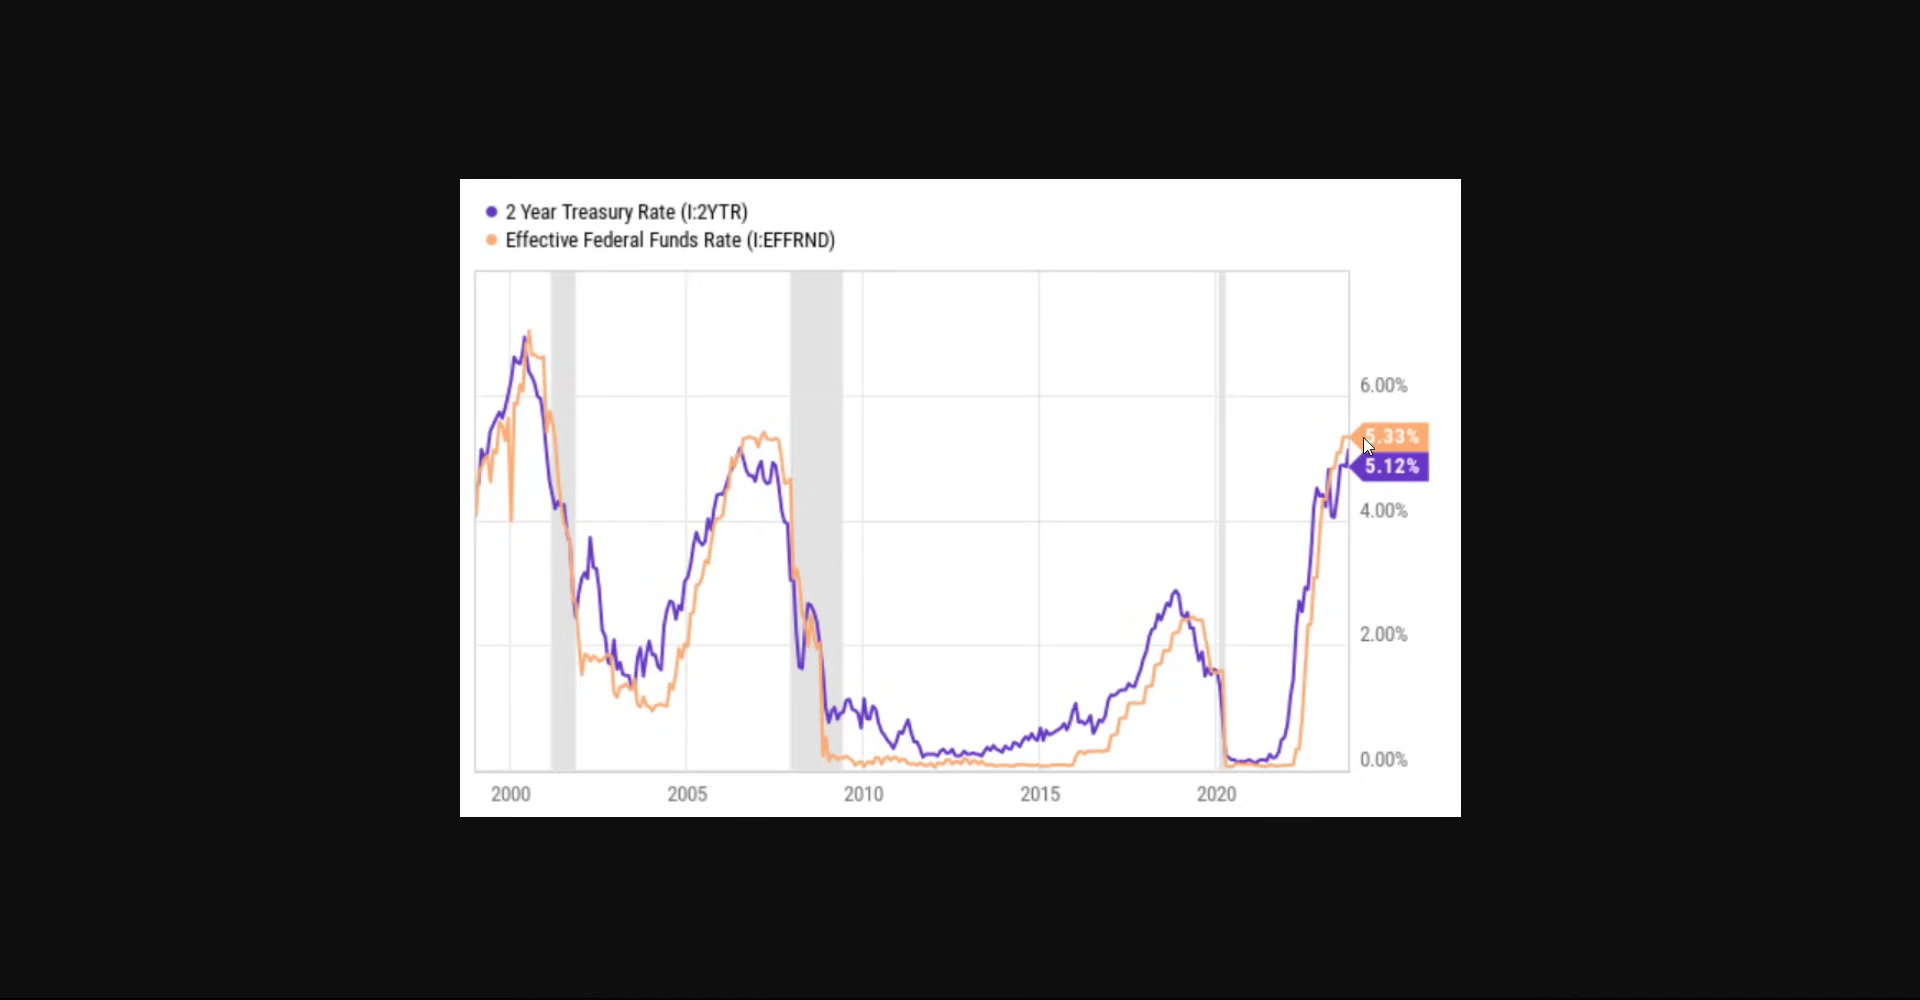 2 Year Treasury Rate (I:2YTR)
Effective Federal Funds Rate (I:EFFRND)
6.00%
5.33%
5.12%
4.00%
2.00%
0.00%
2000 2005 2010 2015 2020